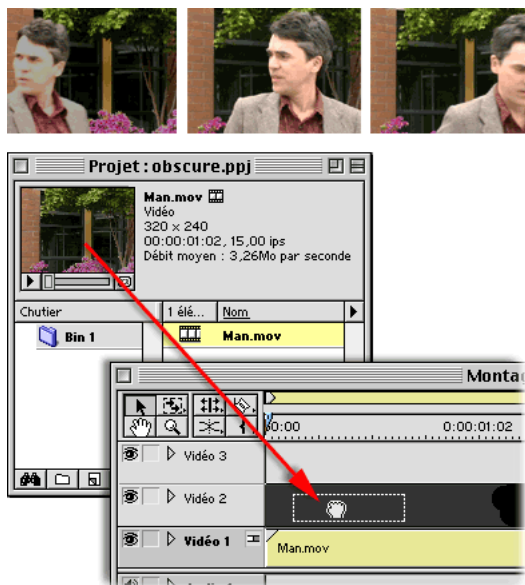 Projet : obscure.ppj
Man.mov
Vidéo
320 x 240
00:00:01:02, 15,00 ips
Débit moyen : 3,26Mo par seconde
Chutier
1 élé... Nom
Bin 1
Man.mov
Monta
00:00 0:00:01:02
Vidéo 3
Vidéo 2
Vidéo 1
Man.mov